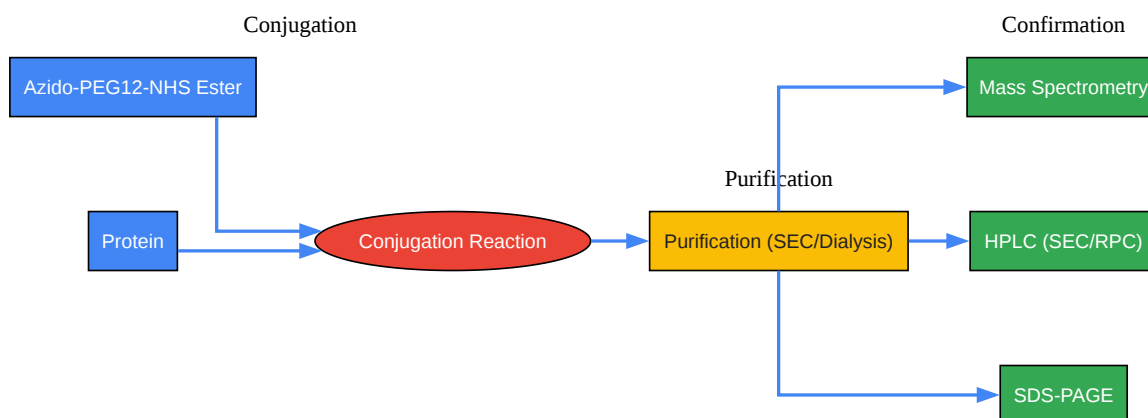 Conjugation
Confirmation
Azido-PEG12-NHS Ester
Mass Spectrometry
Purification
Protein
Conjugation Reaction
Purification (SEC/Dialysis)
HPLC (SEC/RPC)
SDS-PAGE